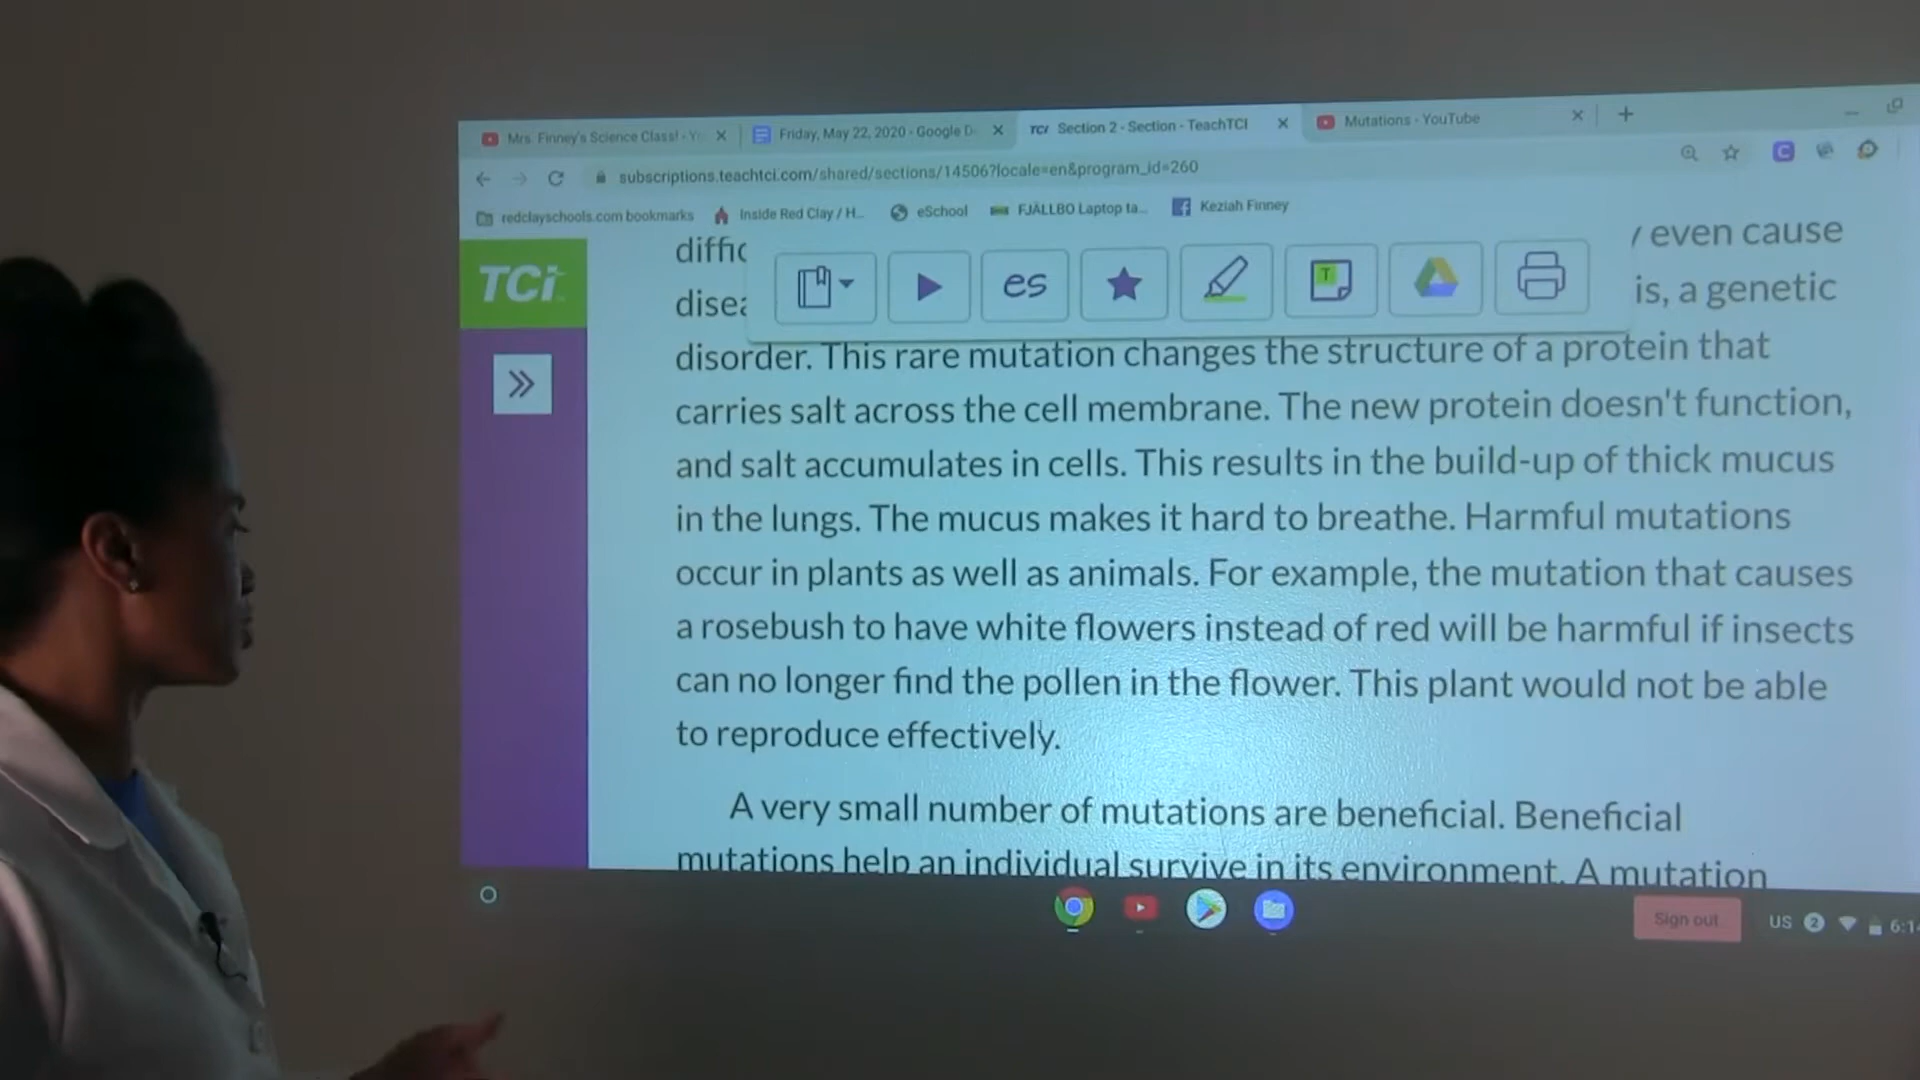 Mrs. Finney's Science Class! - Yo
Friday, May 22, 2020 - Google D
TCI Section 2 - Section - TeachTCI
Mutations - YouTube
subscriptions.teachtci.com/shared/sections/14506?locale=en&program_id=260
redclayschools.com bookmarks
Inside Red Clay / H...
eSchool
FJÄLLBO Laptop ta...
Keziah Finney
TCi
es
T
diffic
even cause
disea
is, a genetic
disorder. This rare mutation changes the structure of a protein that
carries salt across the cell membrane. The new protein doesn't function,
and salt accumulates in cells. This results in the build-up of thick mucus
in the lungs. The mucus makes it hard to breathe. Harmful mutations
occur in plants as well as animals. For example, the mutation that causes
a rosebush to have white flowers instead of red will be harmful if insects
can no longer find the pollen in the flower. This plant would not be able
to reproduce effectively.
A very small number of mutations are beneficial. Beneficial
mutations help an individual survive in its environment. A mutation
Sign out
US
2
6:1